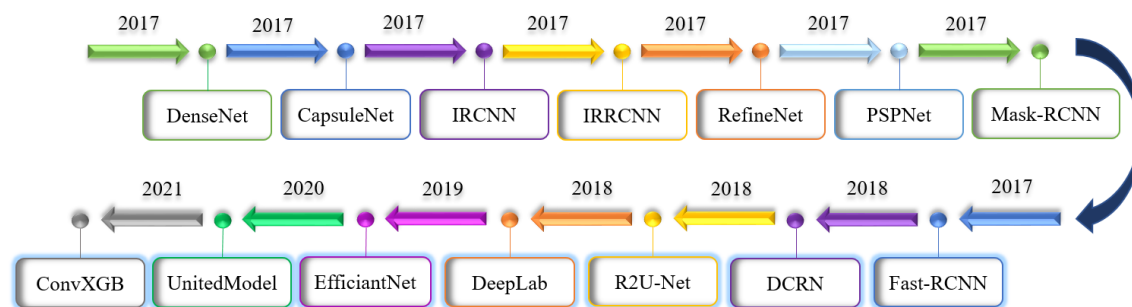 2017 2017 2017 2017 2017 2017 2017
DenseNet CapsuleNet IRCNN IRRCNN RefineNet PSPNet Mask-RCNN
2021 2020 2019 2018 2018 2018 2017
ConvXGB UnitedModel EfficiantNet DeepLab R2U-Net DCRN Fast-RCNN